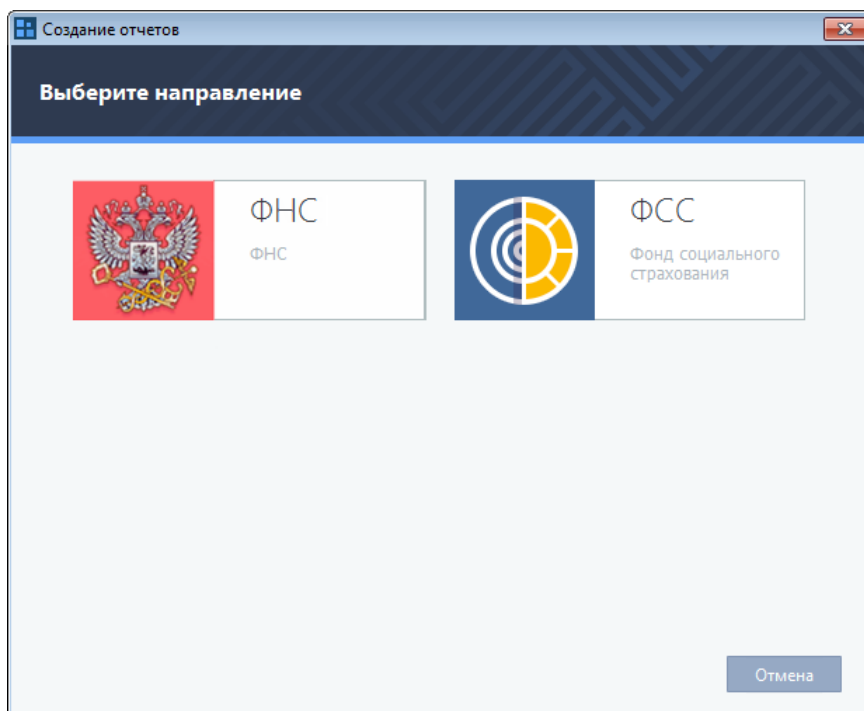 Создание отчетов
Выберите направление
ФНС
ФНС
ФСС
Фонд социального
страхования
Отмена